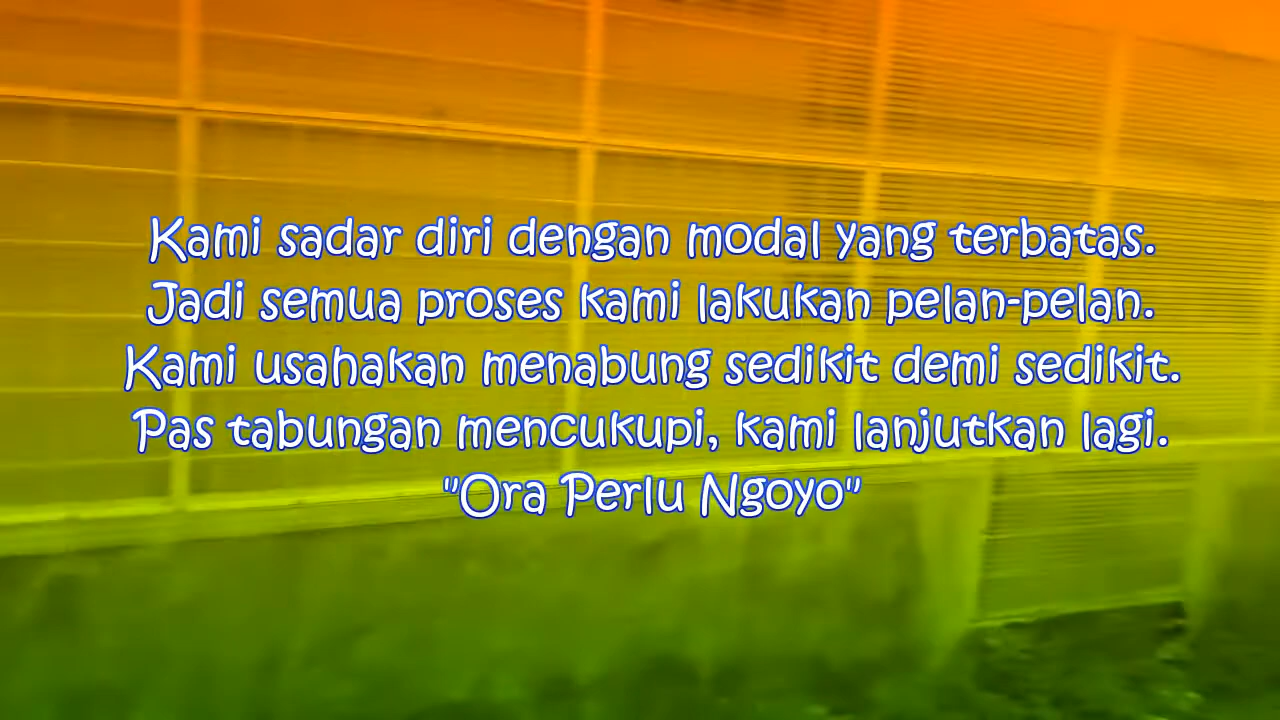 Kami sadar diri dengan modal yang terbatas.
Jadi semua proses kami lakukan pelan-pelan.
Kami usahakan menabung sedikit demi sedikit.
Pas tabungan mencukupi, kami lanjutkan lagi.
"Ora Perlu Ngoyo"